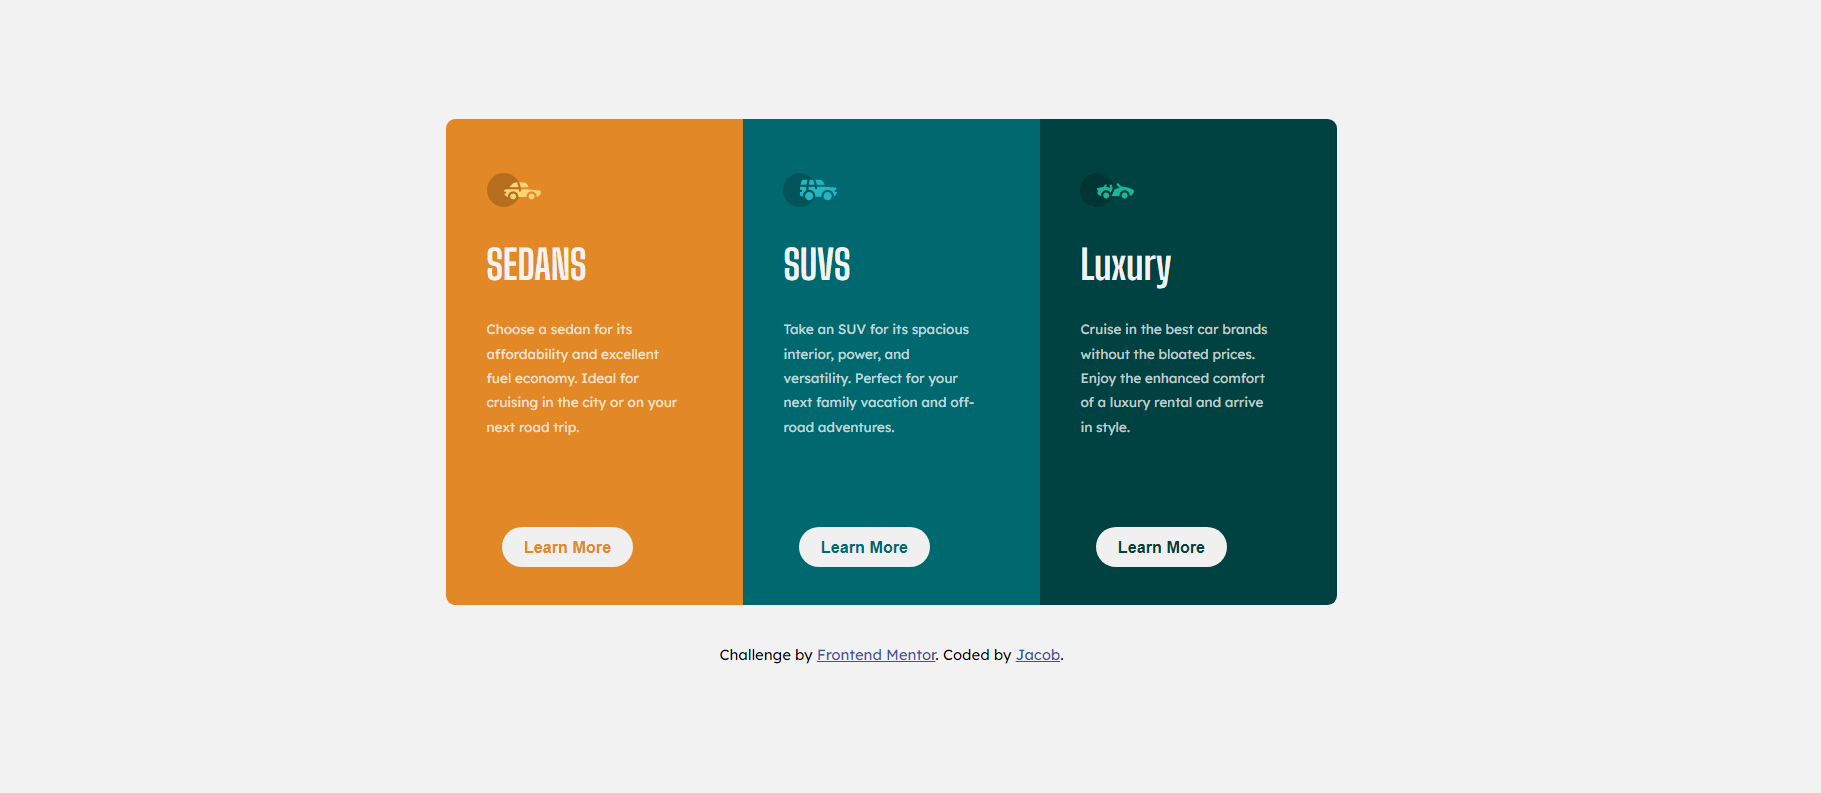 SEDANS
Choose a sedan for its
affordability and excellent
fuel economy. Ideal for
cruising in the city or on your
next road trip.
Learn More
SUVS
Take an SUV for its spacious
interior, power, and
versatility. Perfect for your
next family vacation and off-
road adventures.
Learn More
Luxury
Cruise in the best car brands
without the bloated prices.
Enjoy the enhanced comfort
of a luxury rental and arrive
in style.
Learn More
Challenge by Frontend Mentor. Coded by Jacob.